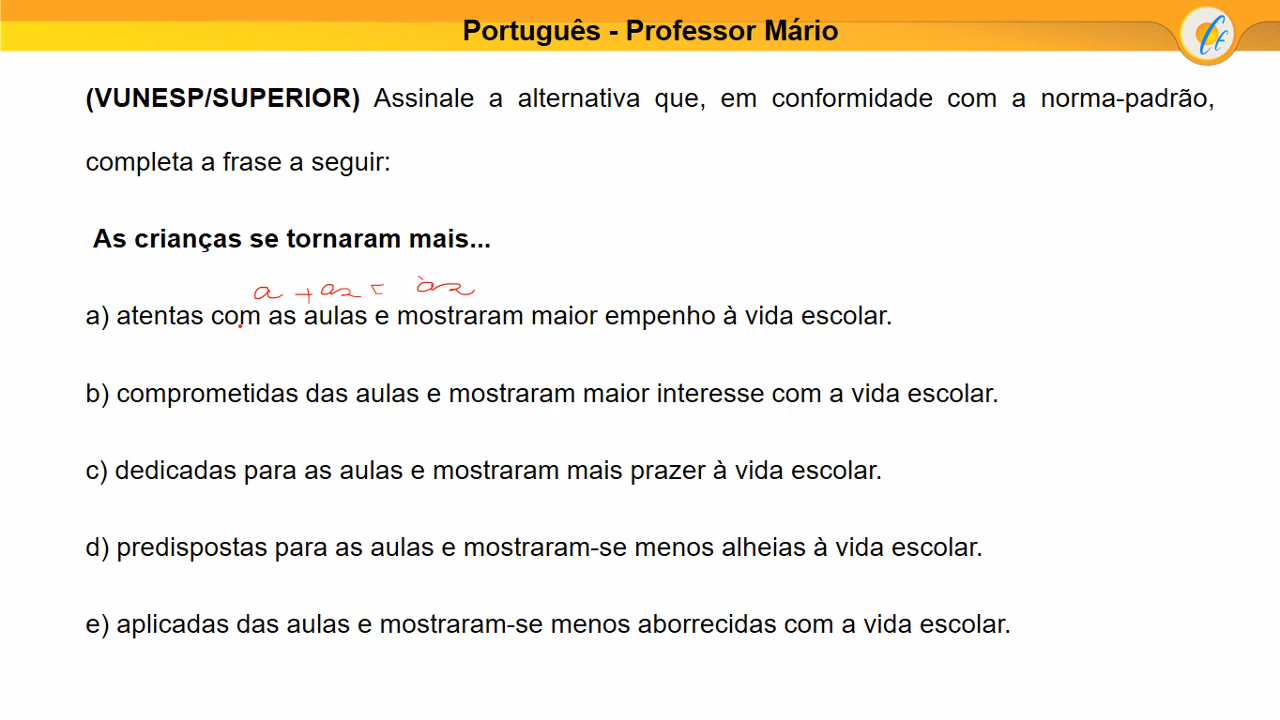 Português - Professor Mário
(VUNESP/SUPERIOR) Assinale a alternativa que, em conformidade com a norma-padrão,
completa a frase a seguir:
As crianças se tornaram mais...
a + as = às
a) atentas com as aulas e mostraram maior empenho à vida escolar.
b) comprometidas das aulas e mostraram maior interesse com a vida escolar.
c) dedicadas para as aulas e mostraram mais prazer à vida escolar.
d) predispostas para as aulas e mostraram-se menos alheias à vida escolar.
e) aplicadas das aulas e mostraram-se menos aborrecidas com a vida escolar.